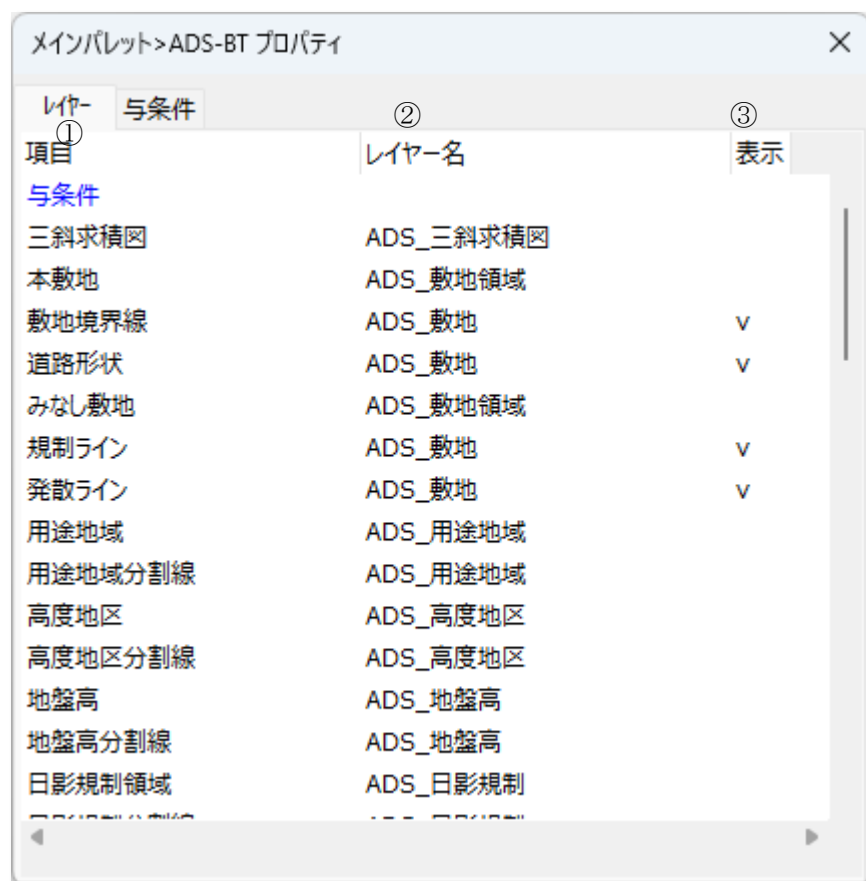 メインパレット>ADS-BT プロパティ
レイヤー 与条件
① ② ③
項目 レイヤー名 表示
与条件
三斜求積図 ADS_三斜求積図
本敷地 ADS_敷地領域
敷地境界線 ADS_敷地 v
道路形状 ADS_敷地 v
みなし敷地 ADS_敷地領域
規制ライン ADS_敷地 v
発散ライン ADS_敷地 v
用途地域 ADS_用途地域
用途地域分割線 ADS_用途地域
高度地区 ADS_高度地区
高度地区分割線 ADS_高度地区
地盤高 ADS_地盤高
地盤高分割線 ADS_地盤高
日影規制領域 ADS_日影規制